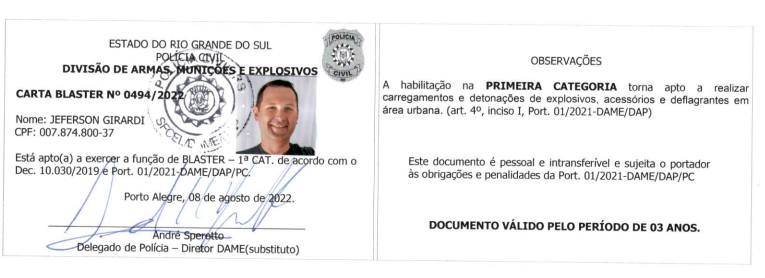 ESTADO DO RIO GRANDE DO SUL
POLÍCIA CIVIL
DIVISÃO DE ARMAS, MUNIÇÕES E EXPLOSIVOS
POLÍCIA
CIVIL
CARTA BLASTER Nº 0494/2022
Nome: JEFERSON GIRARDI
CPF: 007.874.800-37
Está apto(a) a exercer a função de BLASTER – 1ª CAT. de acordo com o
Dec. 10.030/2019 e Port. 01/2021-DAME/DAP/PC.
Porto Alegre, 08 de agosto de 2022.
André Sperotto
Delegado de Polícia – Diretor DAME(substituto)
OBSERVAÇÕES
A habilitação na PRIMEIRA CATEGORIA torna apto a realizar
carregamentos e detonações de explosivos, acessórios e deflagrantes em
área urbana. (art. 4º, inciso I, Port. 01/2021-DAME/DAP)
Este documento é pessoal e intransferível e sujeita o portador
às obrigações e penalidades da Port. 01/2021-DAME/DAP/PC
DOCUMENTO VÁLIDO PELO PERÍODO DE 03 ANOS.